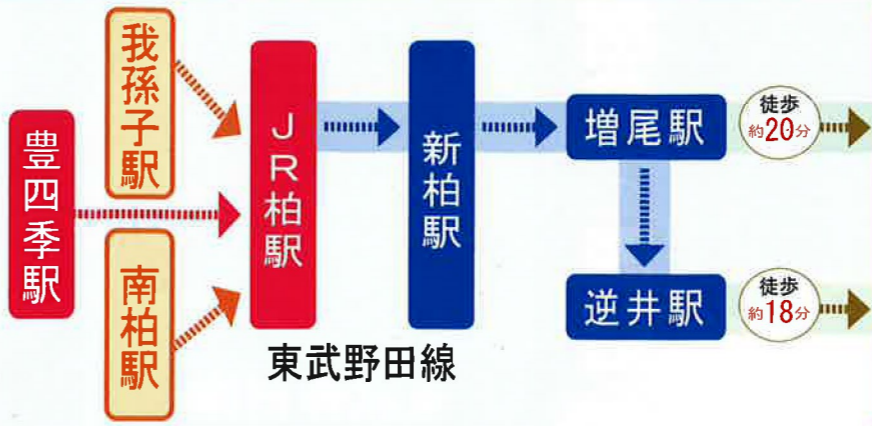 豊四季駅
我孫子駅
南柏駅
JR柏駅
新柏駅
東武野田線
増尾駅
徒歩
約20分
逆井駅
徒歩
約18分